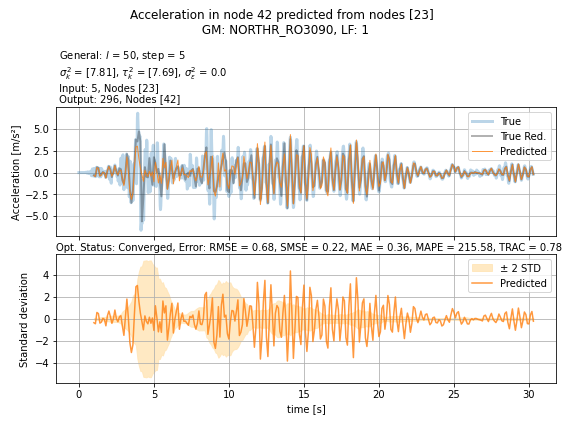 Acceleration in node 42 predicted from nodes [23]
GM: NORTHR_RO3090, LF: 1
General: l = 50, step = 5
σ²ₖ = [7.81], τ²ₖ = [7.69], σ²ε = 0.0
Input: 5, Nodes [23]
Output: 296, Nodes [42]
Acceleration [m/s²]
5.0
2.5
0.0
−2.5
−5.0
True
True Red.
Predicted
Opt. Status: Converged, Error: RMSE = 0.68, SMSE = 0.22, MAE = 0.36, MAPE = 215.58, TRAC = 0.78
Standard deviation
4
2
0
−2
−4
± 2 STD
Predicted
0 5 10 15 20 25 30
time [s]